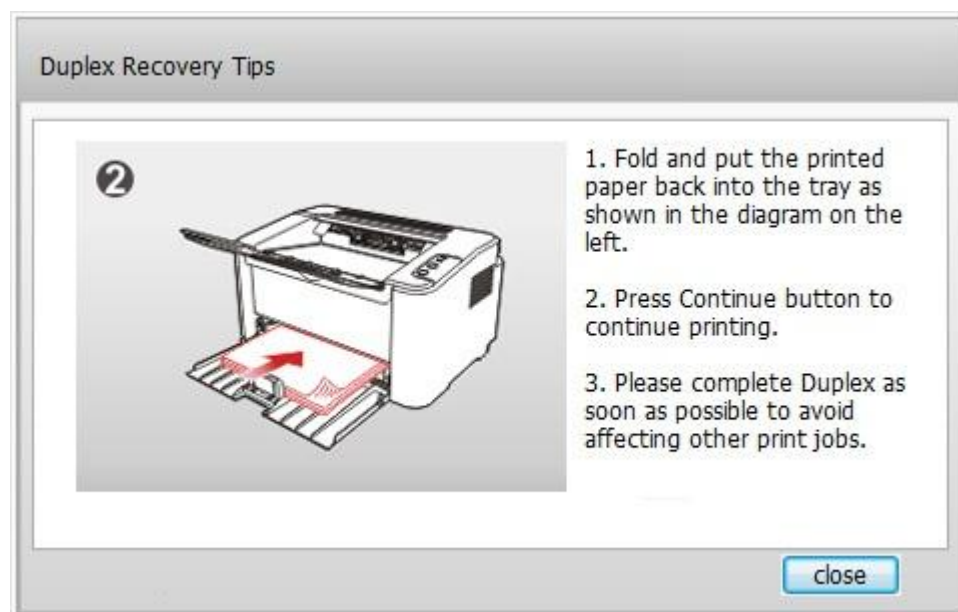 Duplex Recovery Tips
2
1. Fold and put the printed
paper back into the tray as
shown in the diagram on the
left.
2. Press Continue button to
continue printing.
3. Please complete Duplex as
soon as possible to avoid
affecting other print jobs.
close